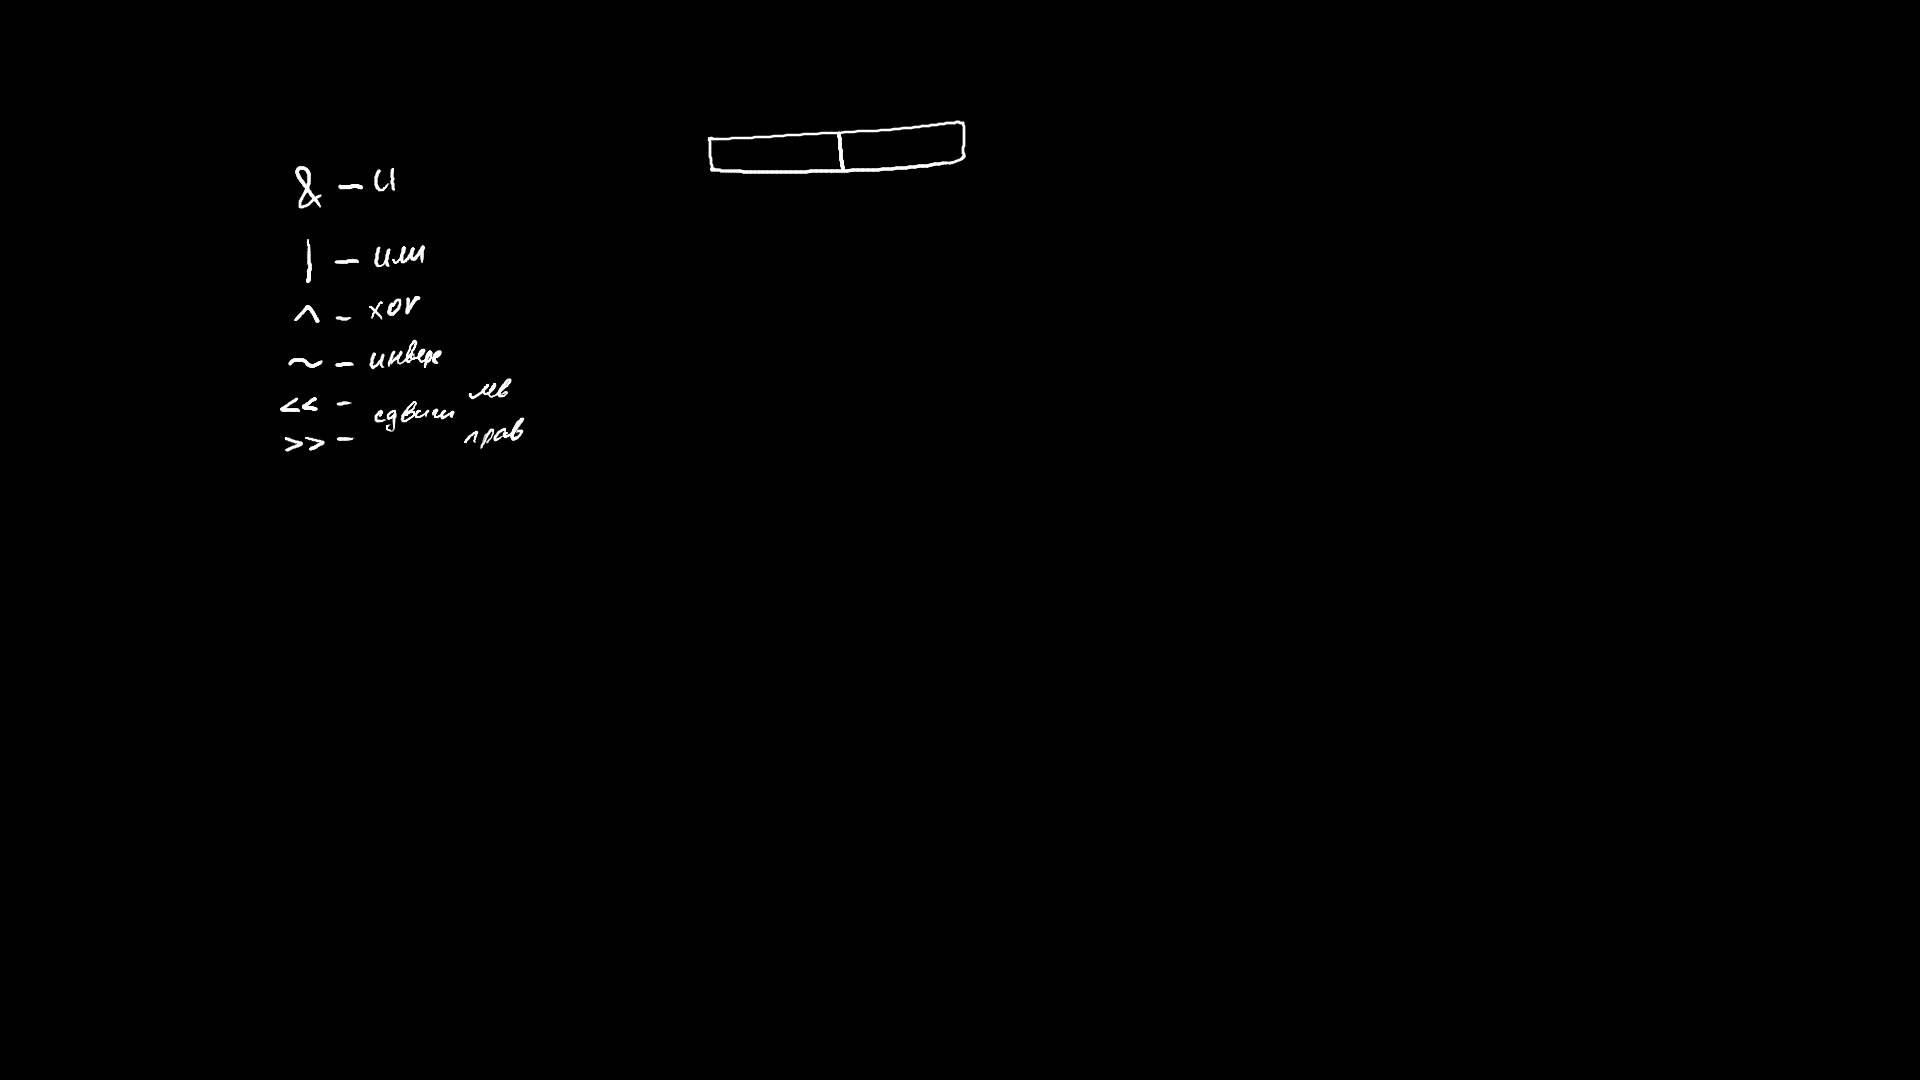 & - и
| - или
^ - xor
~ - инверс
<< - лев
сдвиги
>> - прав